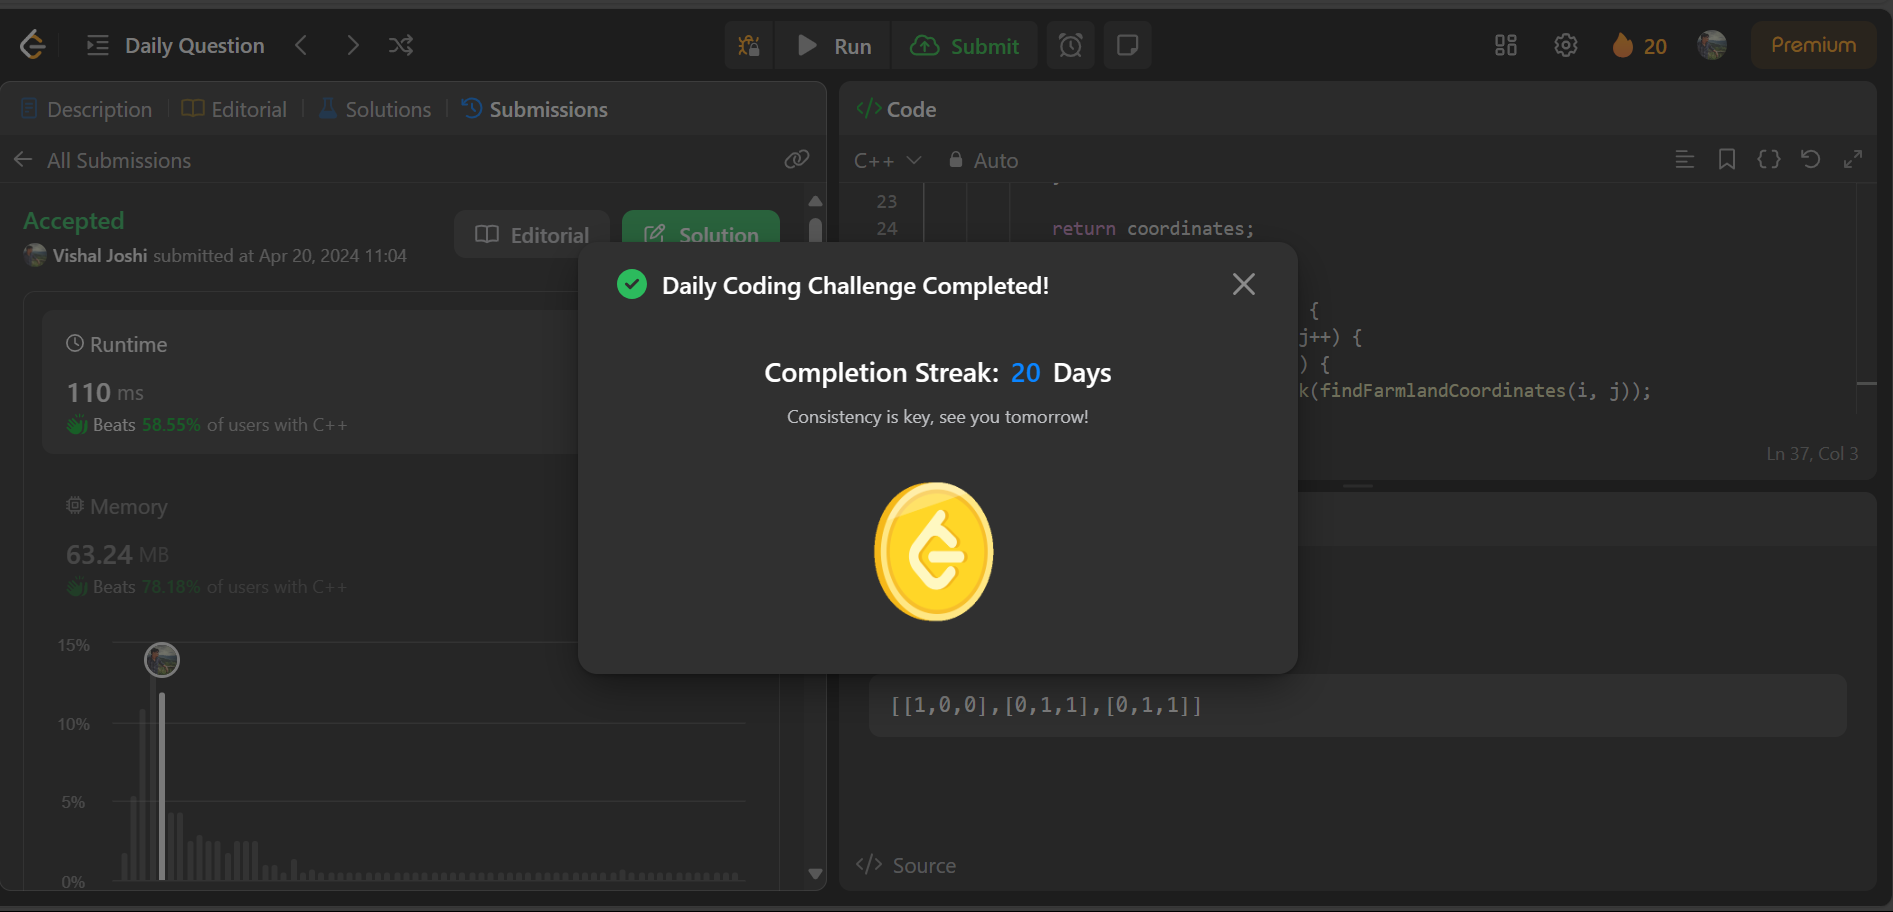 Daily Question
Run
Submit
20
Premium
Description
Editorial
Solutions
Submissions
All Submissions
Accepted
Vishal Joshi submitted at Apr 20, 2024 11:04
Editorial
Solution
Runtime
110 ms
Beats 58.55% of users with C++
Memory
63.24 MB
Beats 78.18% of users with C++
15%
10%
5%
0%
Daily Coding Challenge Completed!
Completion Streak: 20 Days
Consistency is key, see you tomorrow!
</> Code
C++
Auto
23
24 return coordinates;
{
j++) {
) {
k(findFarmlandCoordinates(i, j));
Ln 37, Col 3
[[1,0,0],[0,1,1],[0,1,1]]
</> Source